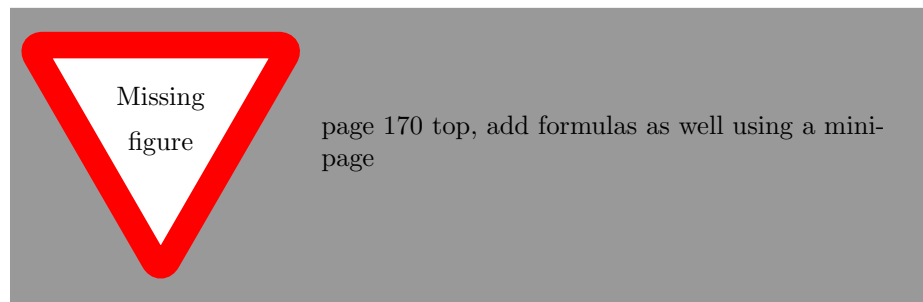 Missing
figure
page 170 top, add formulas as well using a mini-
page